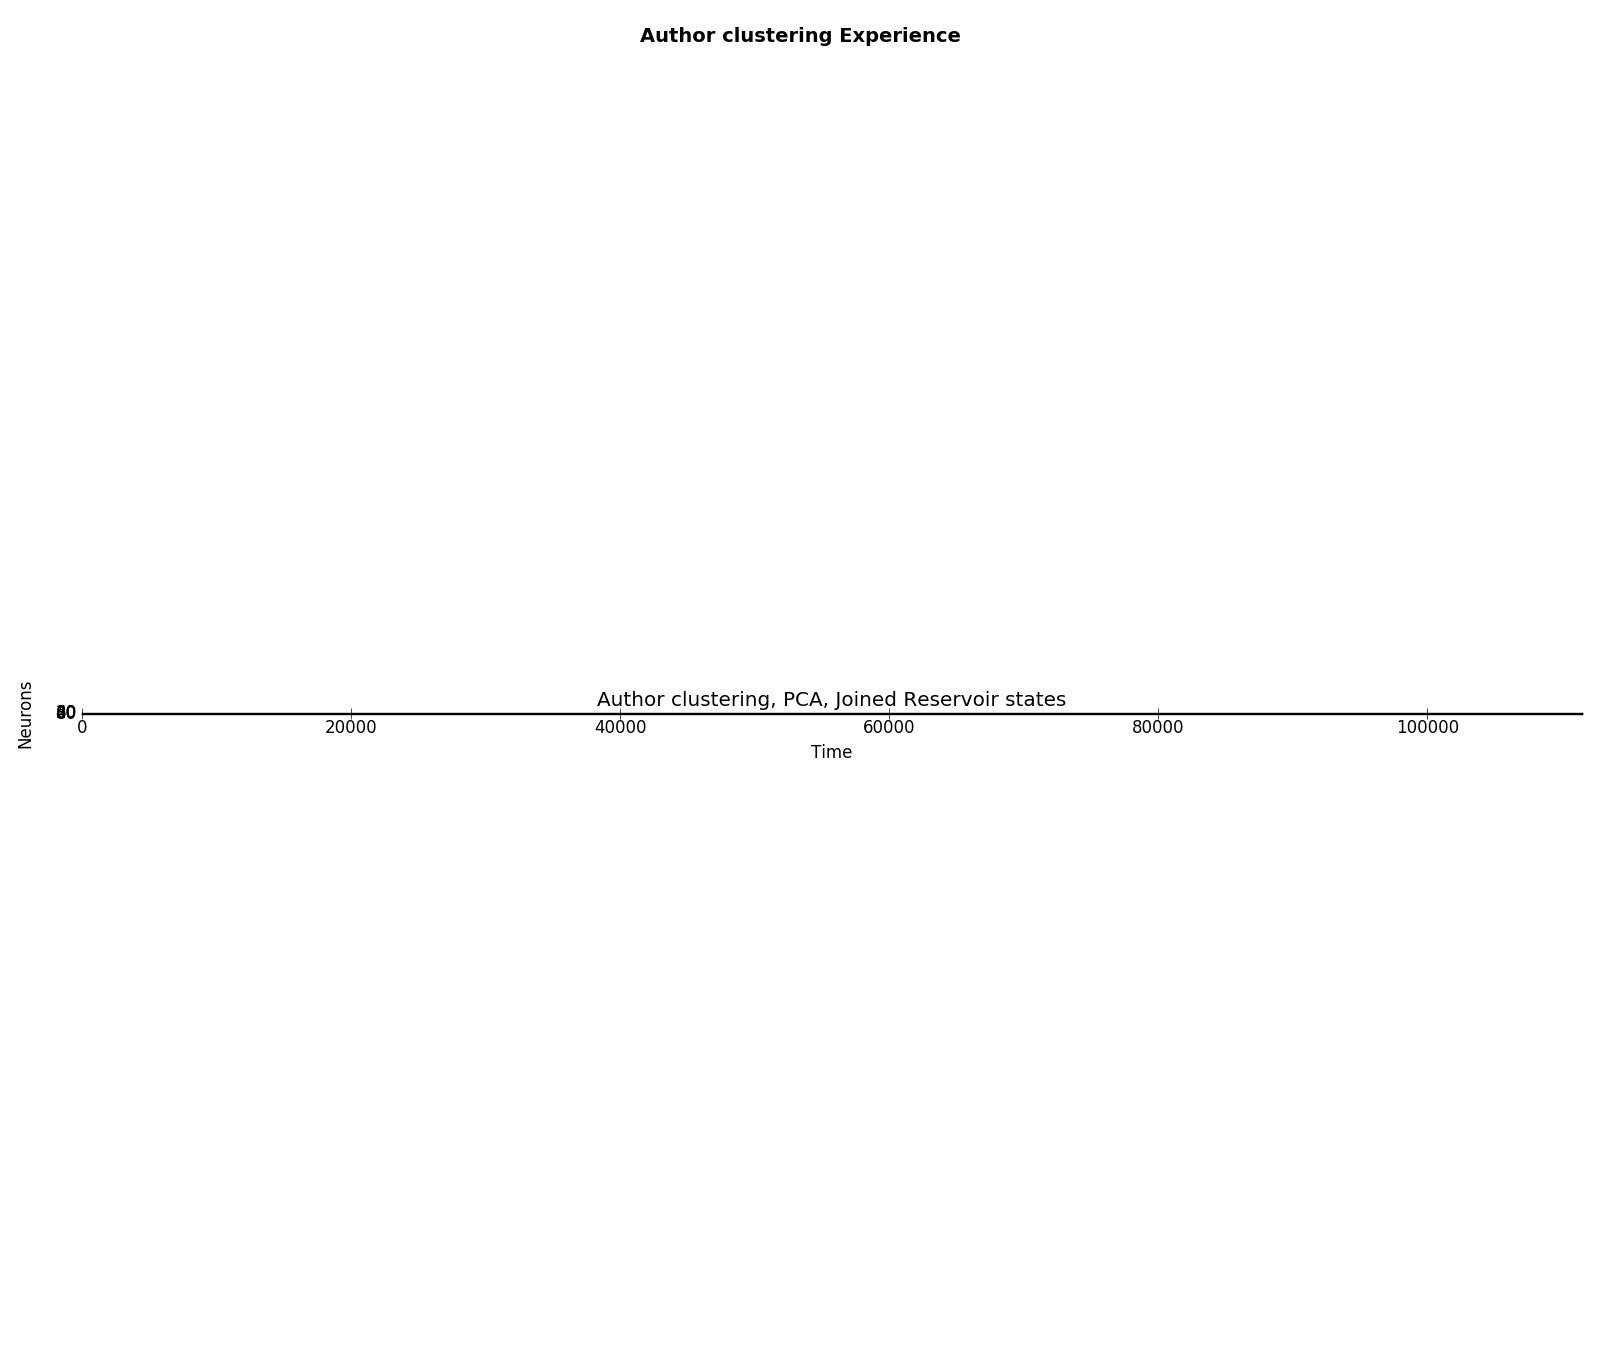 Author clustering Experience
Author clustering, PCA, Joined Reservoir states
Neurons
0 20000 40000 60000 80000 100000
Time